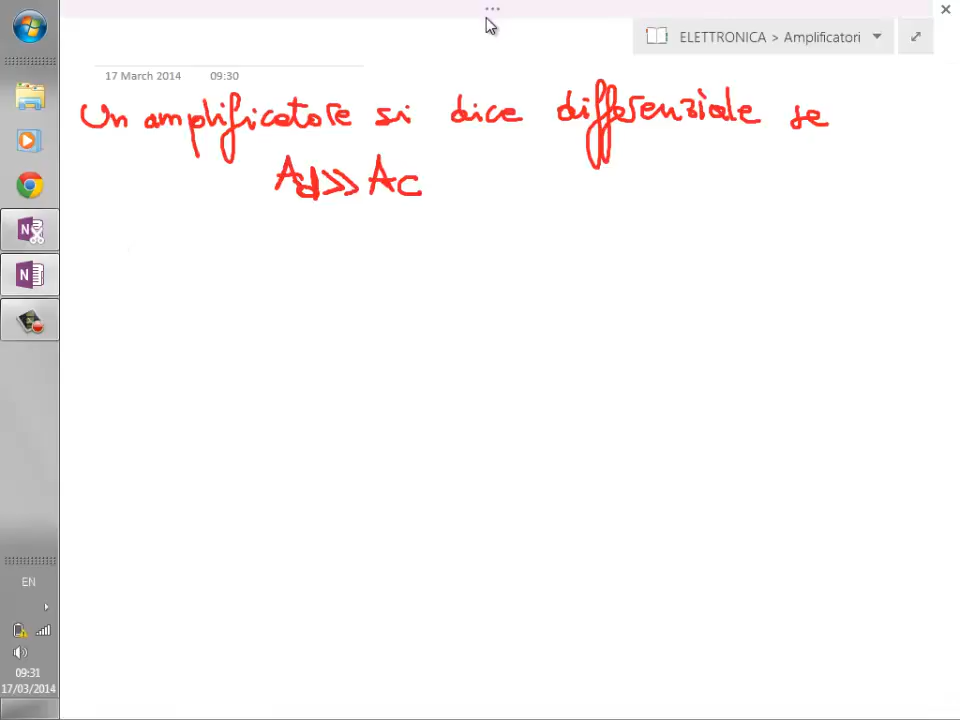 ELETTRONICA > Amplificatori
17 March 2014 09:30
Un amplificatore si dice differenziale se
Ad>>Ac
EN
09:31
17/03/2014